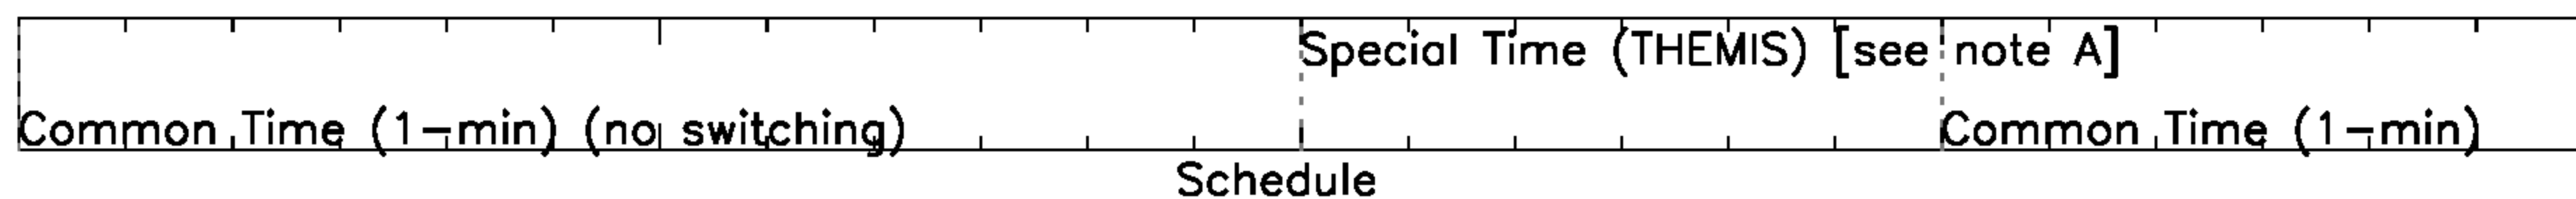 Special Time (THEMIS) [see note A]
Common Time (1-min) (no switching)
Common Time (1-min)
Schedule